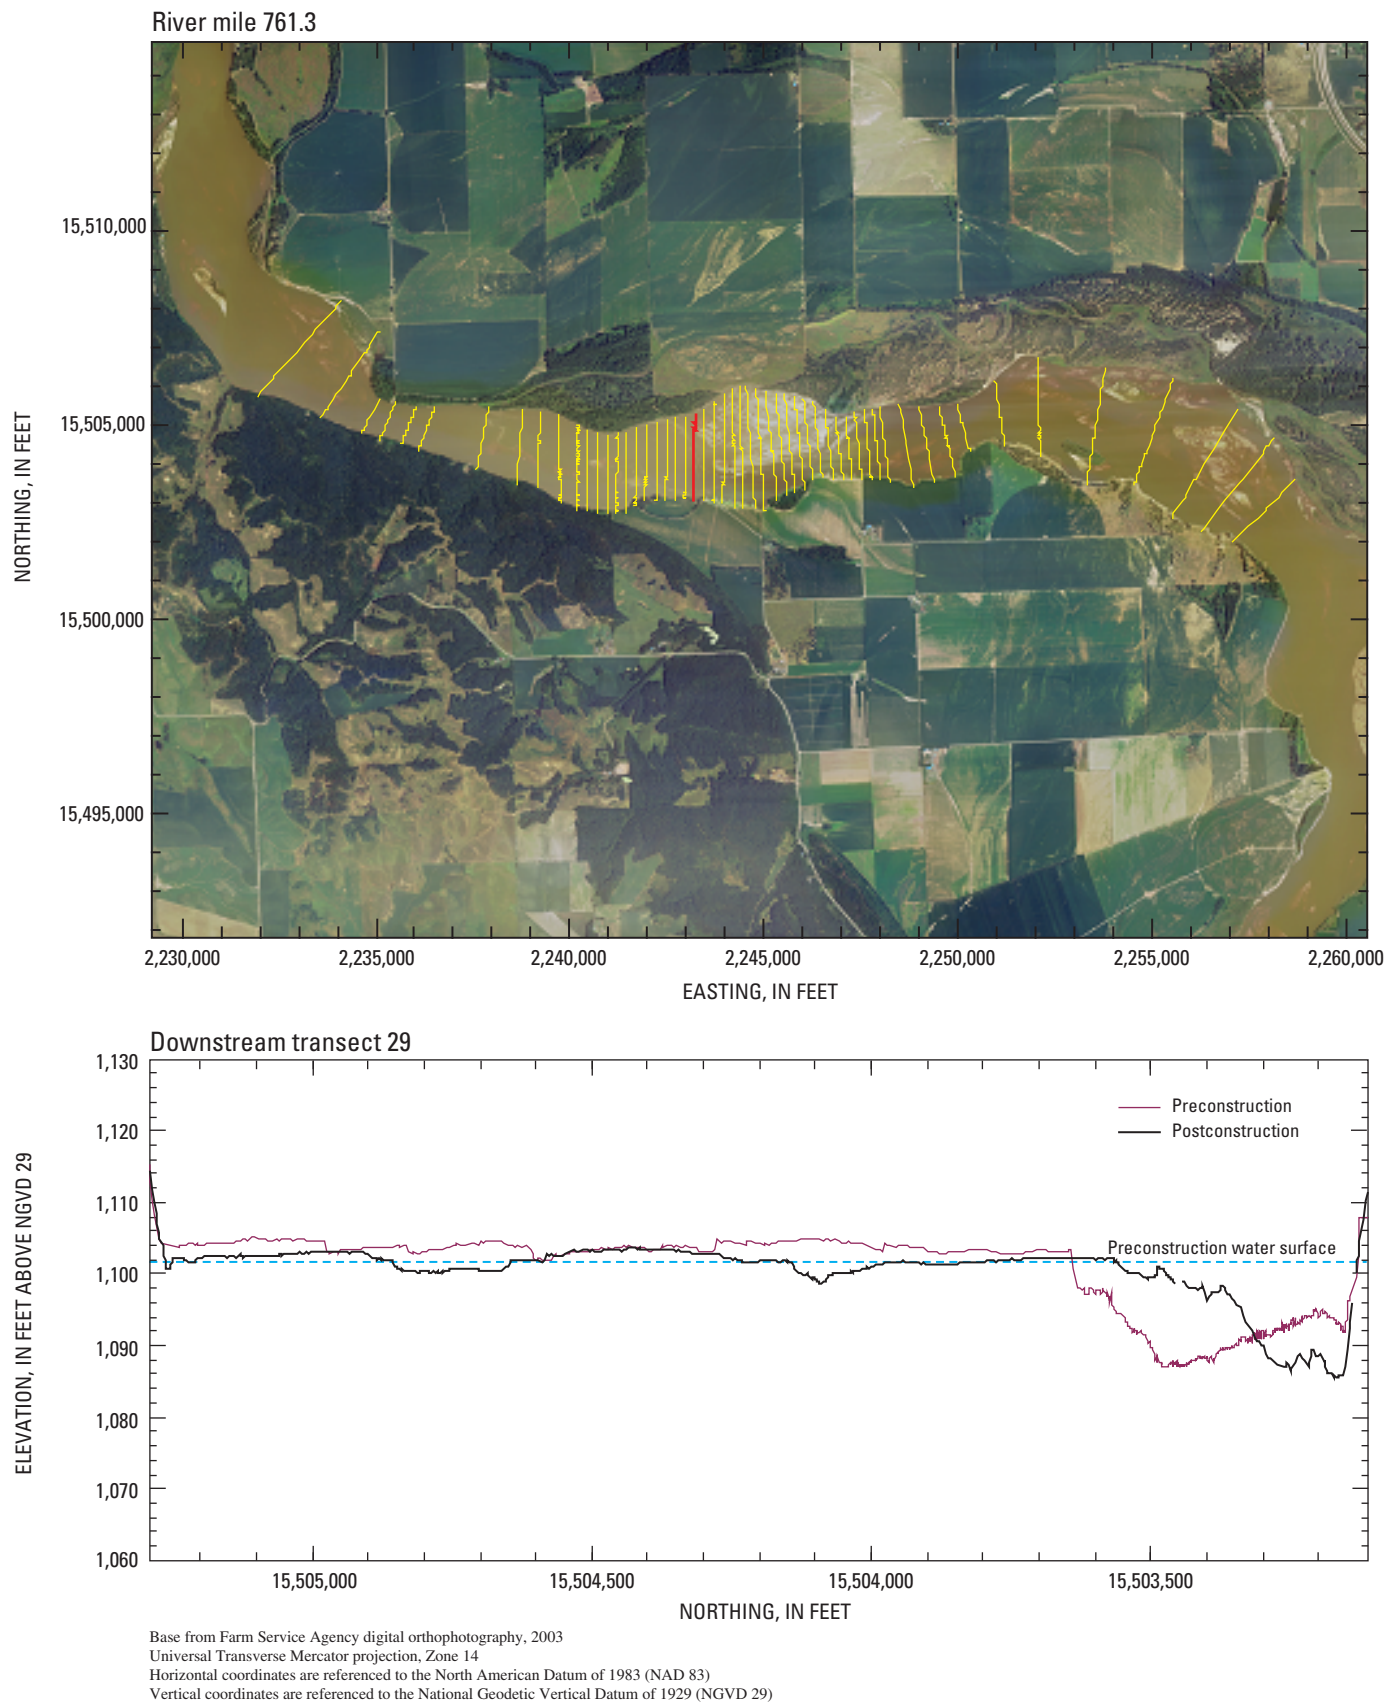 River mile 761.3
15,510,000
15,505,000
15,500,000
15,495,000
NORTHING, IN FEET
2,230,000
2,235,000
2,240,000
2,245,000
2,250,000
2,255,000
2,260,000
EASTING, IN FEET
Downstream transect 29
1,130
1,120
1,110
1,100
1,090
1,080
1,070
1,060
ELEVATION, IN FEET ABOVE NGVD 29
Preconstruction
Postconstruction
Preconstruction water surface
15,505,000
15,504,500
15,504,000
15,503,500
NORTHING, IN FEET
Base from Farm Service Agency digital orthophotography, 2003
Universal Transverse Mercator projection, Zone 14
Horizontal coordinates are referenced to the North American Datum of 1983 (NAD 83)
Vertical coordinates are referenced to the National Geodetic Vertical Datum of 1929 (NGVD 29)